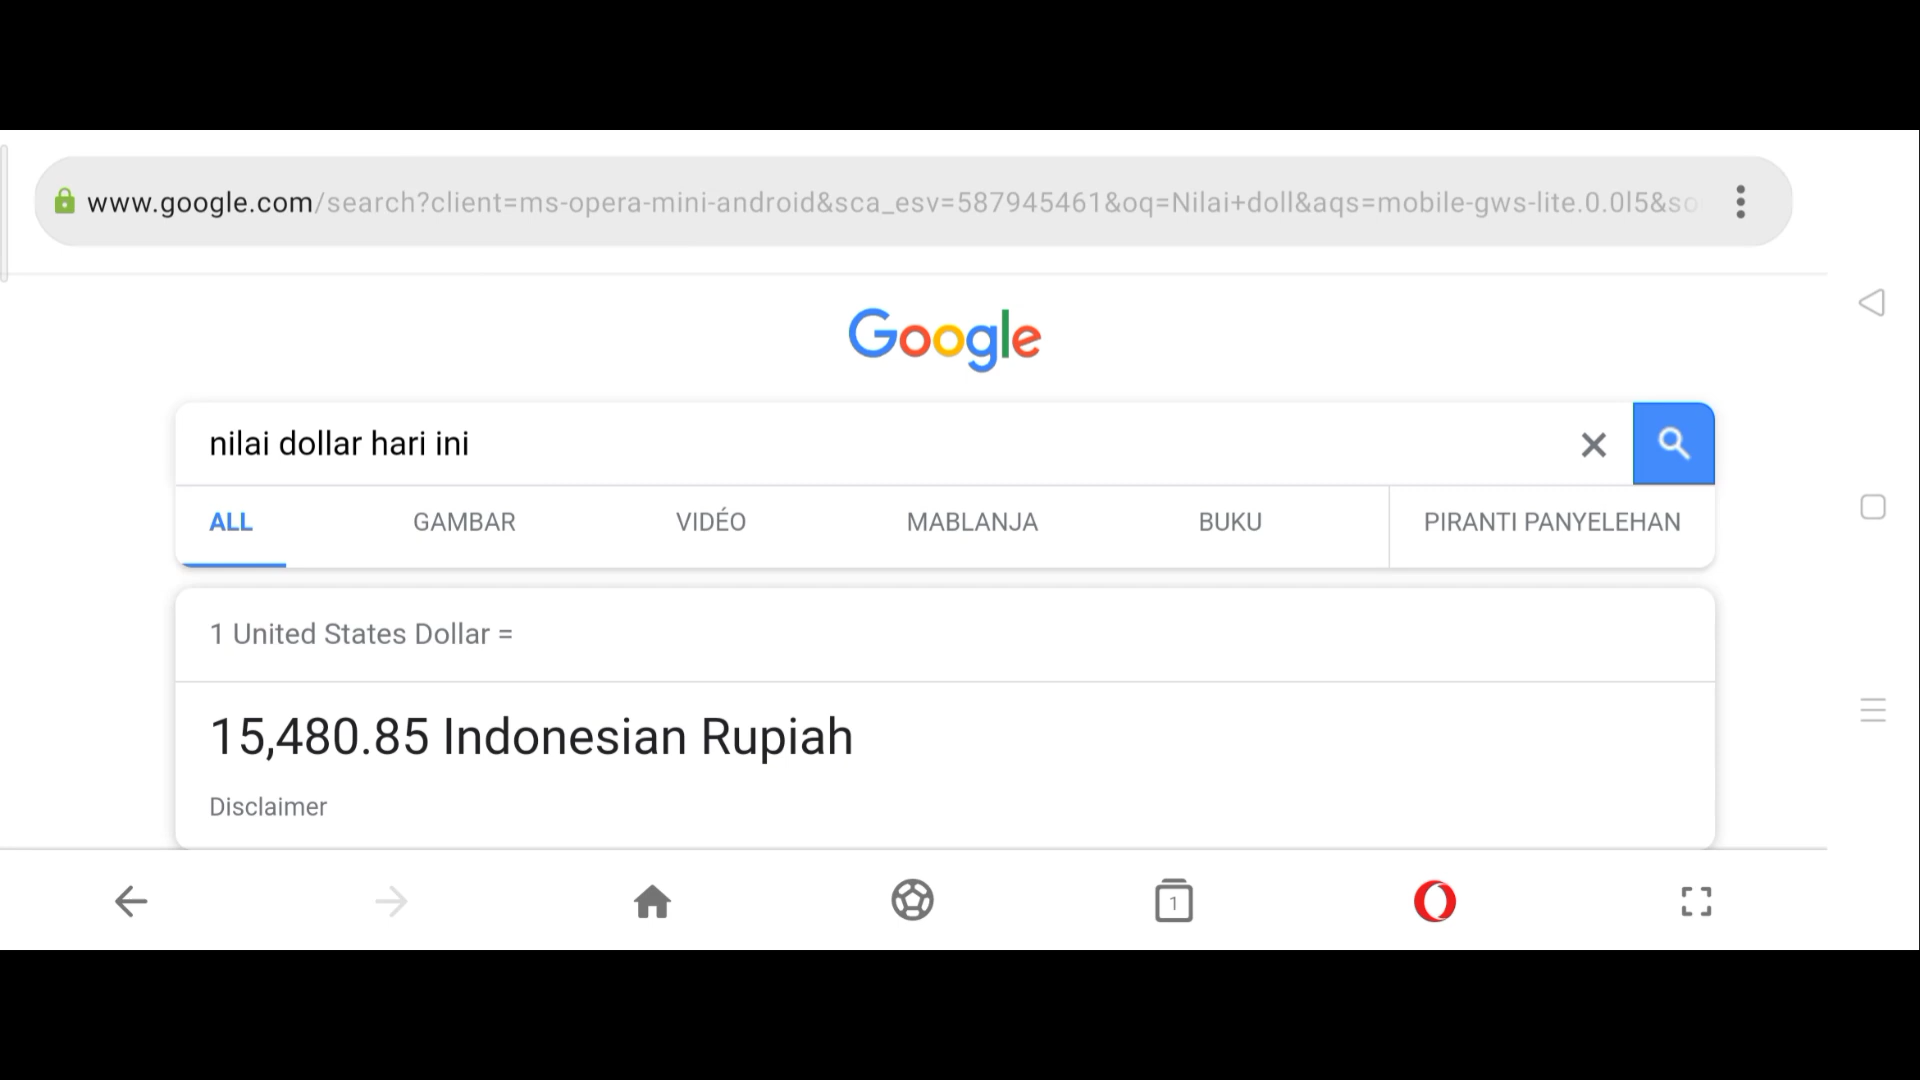 www.google.com/search?client=ms-opera-mini-android&sca_esv=587945461&oq=Nilai+doll&aqs=mobile-gws-lite.0.0l5&so
Google
nilai dollar hari ini
ALL GAMBAR VIDÉO MABLANJA BUKU PIRANTI PANYELEHAN
1 United States Dollar =
15,480.85 Indonesian Rupiah
Disclaimer
1